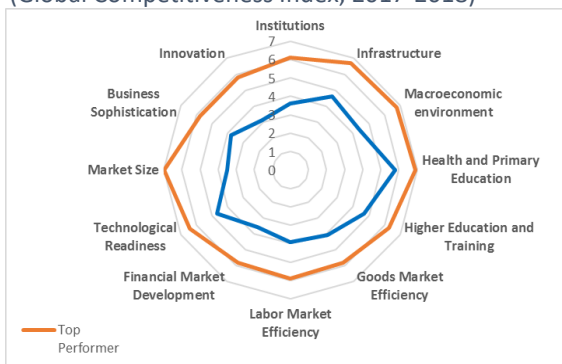 (Global Competitiveness Index, 2017-2018)
Institutions
Innovation
Infrastructure
Business
Sophistication
Macroeconomic
environment
Market Size
Health and Primary
Education
Technological
Readiness
Higher Education and
Training
Financial Market
Development
Goods Market
Efficiency
Labor Market
Efficiency
7
6
5
4
3
2
1
0
Top
Performer